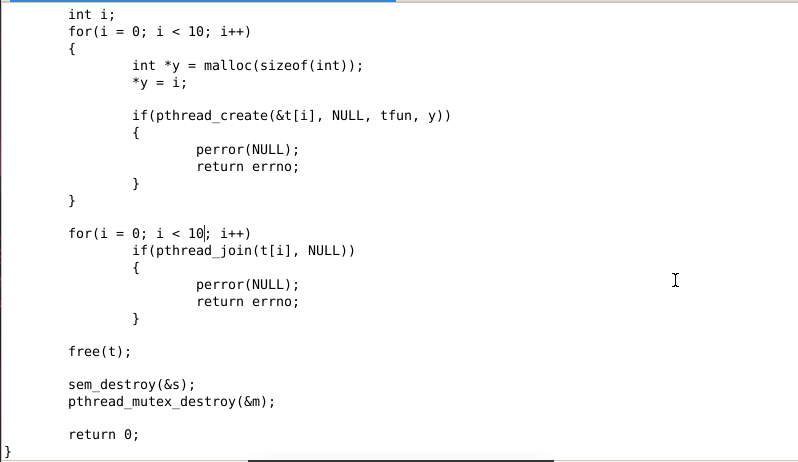 int i;
for(i = 0; i < 10; i++)
{
int *y = malloc(sizeof(int));
*y = i;
if(pthread_create(&t[i], NULL, tfun, y))
{
perror(NULL);
return errno;
}
}
for(i = 0; i < 10; i++)
if(pthread_join(t[i], NULL))
{
perror(NULL);
return errno;
}
free(t);
sem_destroy(&s);
pthread_mutex_destroy(&m);
return 0;
}